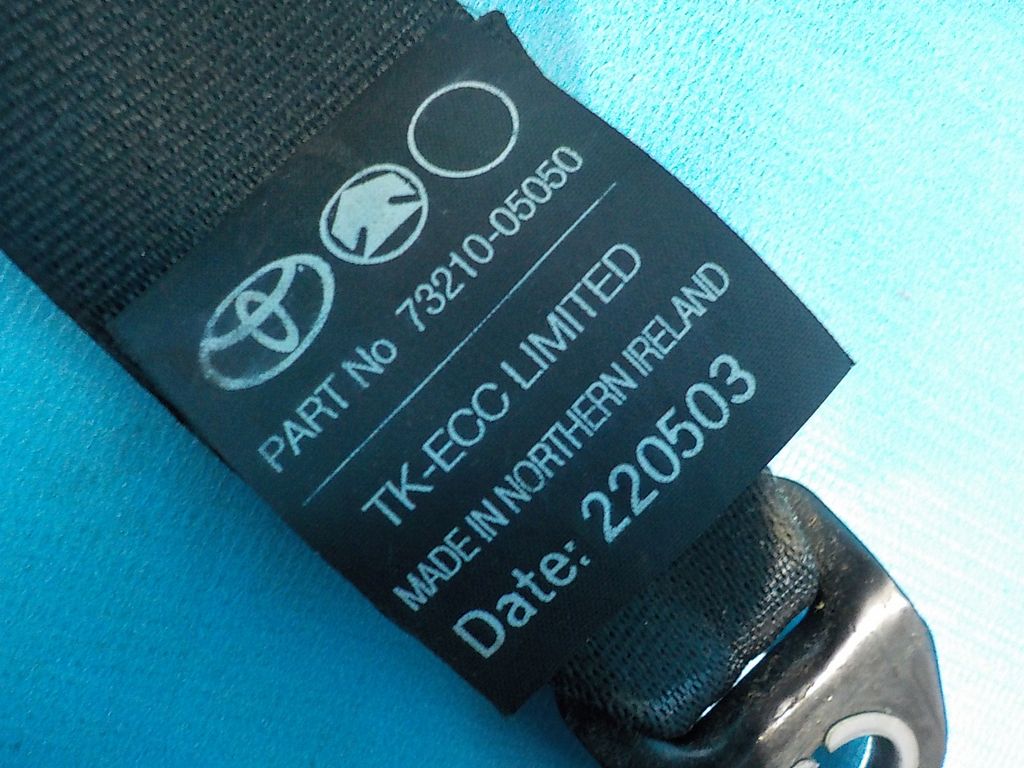 PART No 73210-05050
TK-ECC LIMITED
MADE IN NORTHERN IRELAND
Date: 220503